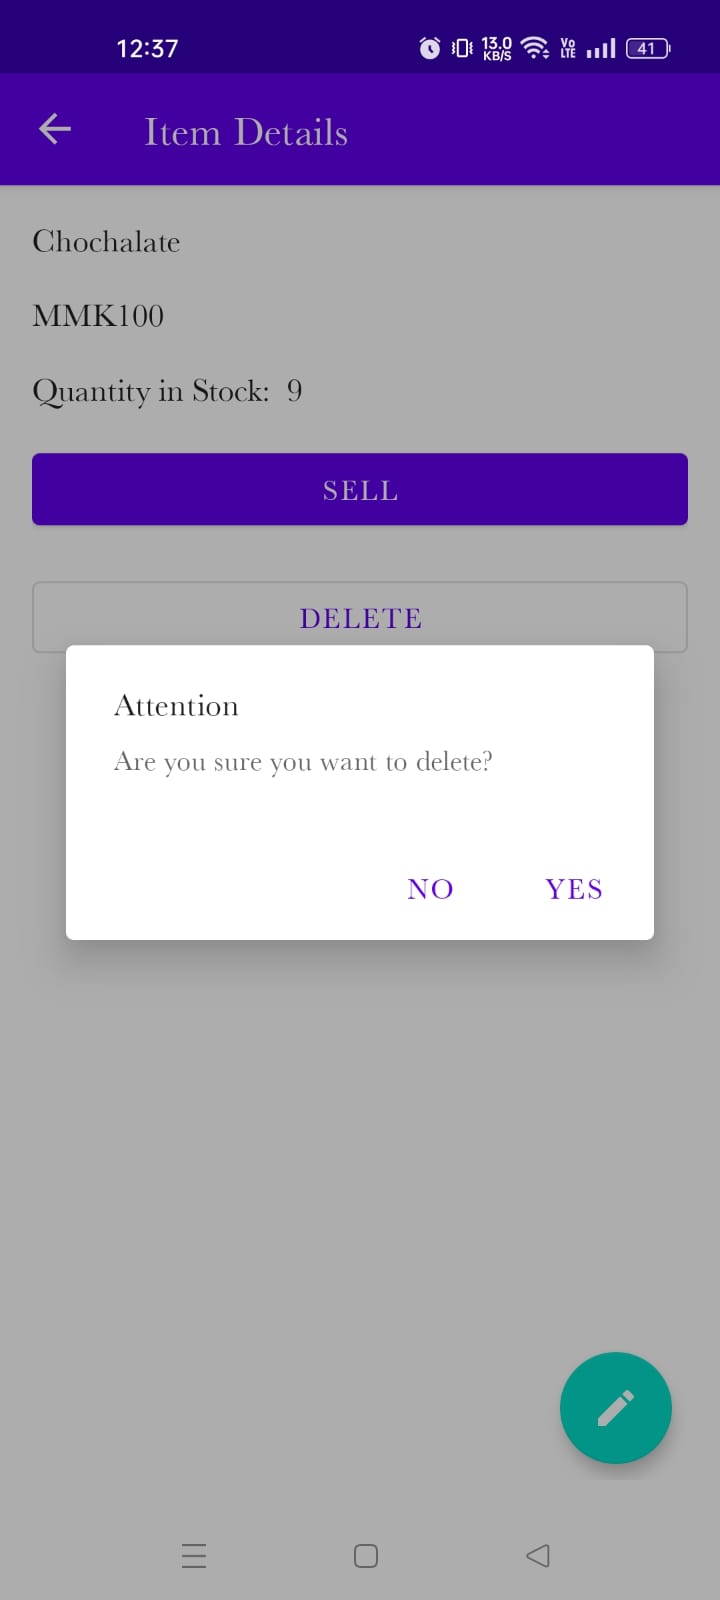 12:37
13.0 KB/S
Vo LTE
41
Item Details
Chochalate
MMK100
Quantity in Stock: 9
SELL
DELETE
Attention
Are you sure you want to delete?
NO YES